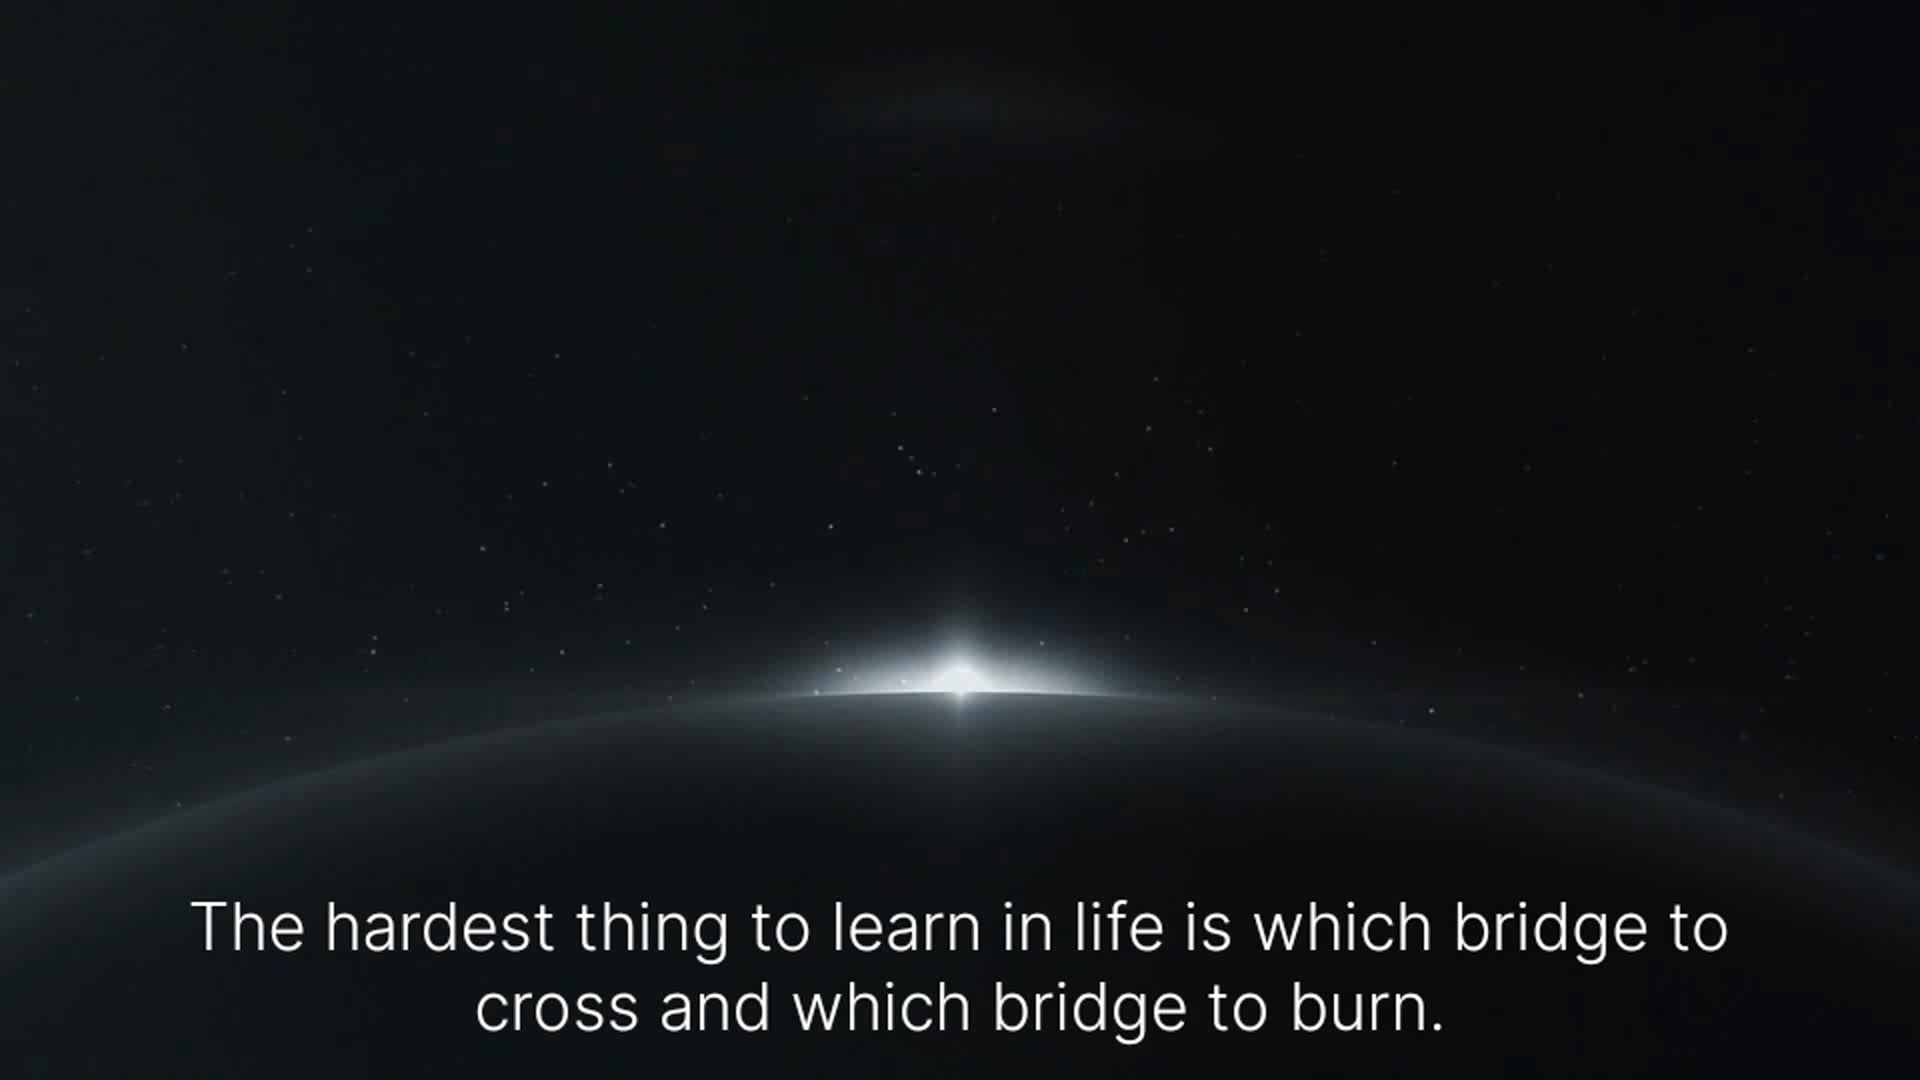 The hardest thing to learn in life is which bridge to
cross and which bridge to burn.